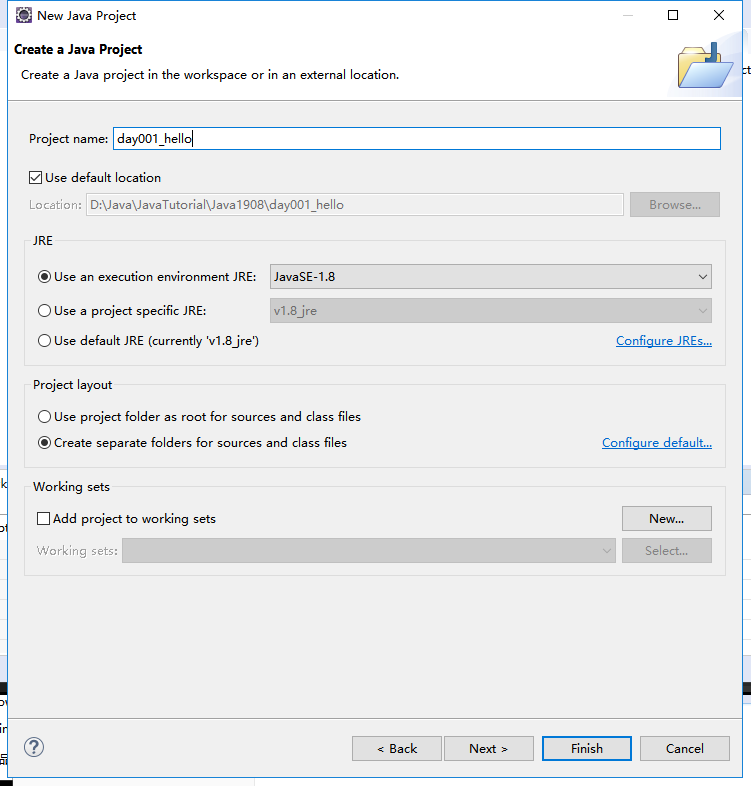 New Java Project
Create a Java Project
Create a Java project in the workspace or in an external location.
Project name: day001_hello
Use default location
Location: D:\Java\JavaTutorial\Java1908\day001_hello Browse...
JRE
Use an execution environment JRE: JavaSE-1.8
Use a project specific JRE: v1.8_jre
Use default JRE (currently 'v1.8_jre') Configure JREs...
Project layout
Use project folder as root for sources and class files
Create separate folders for sources and class files Configure default...
Working sets
Add project to working sets New...
Working sets: Select...
? < Back Next > Finish Cancel